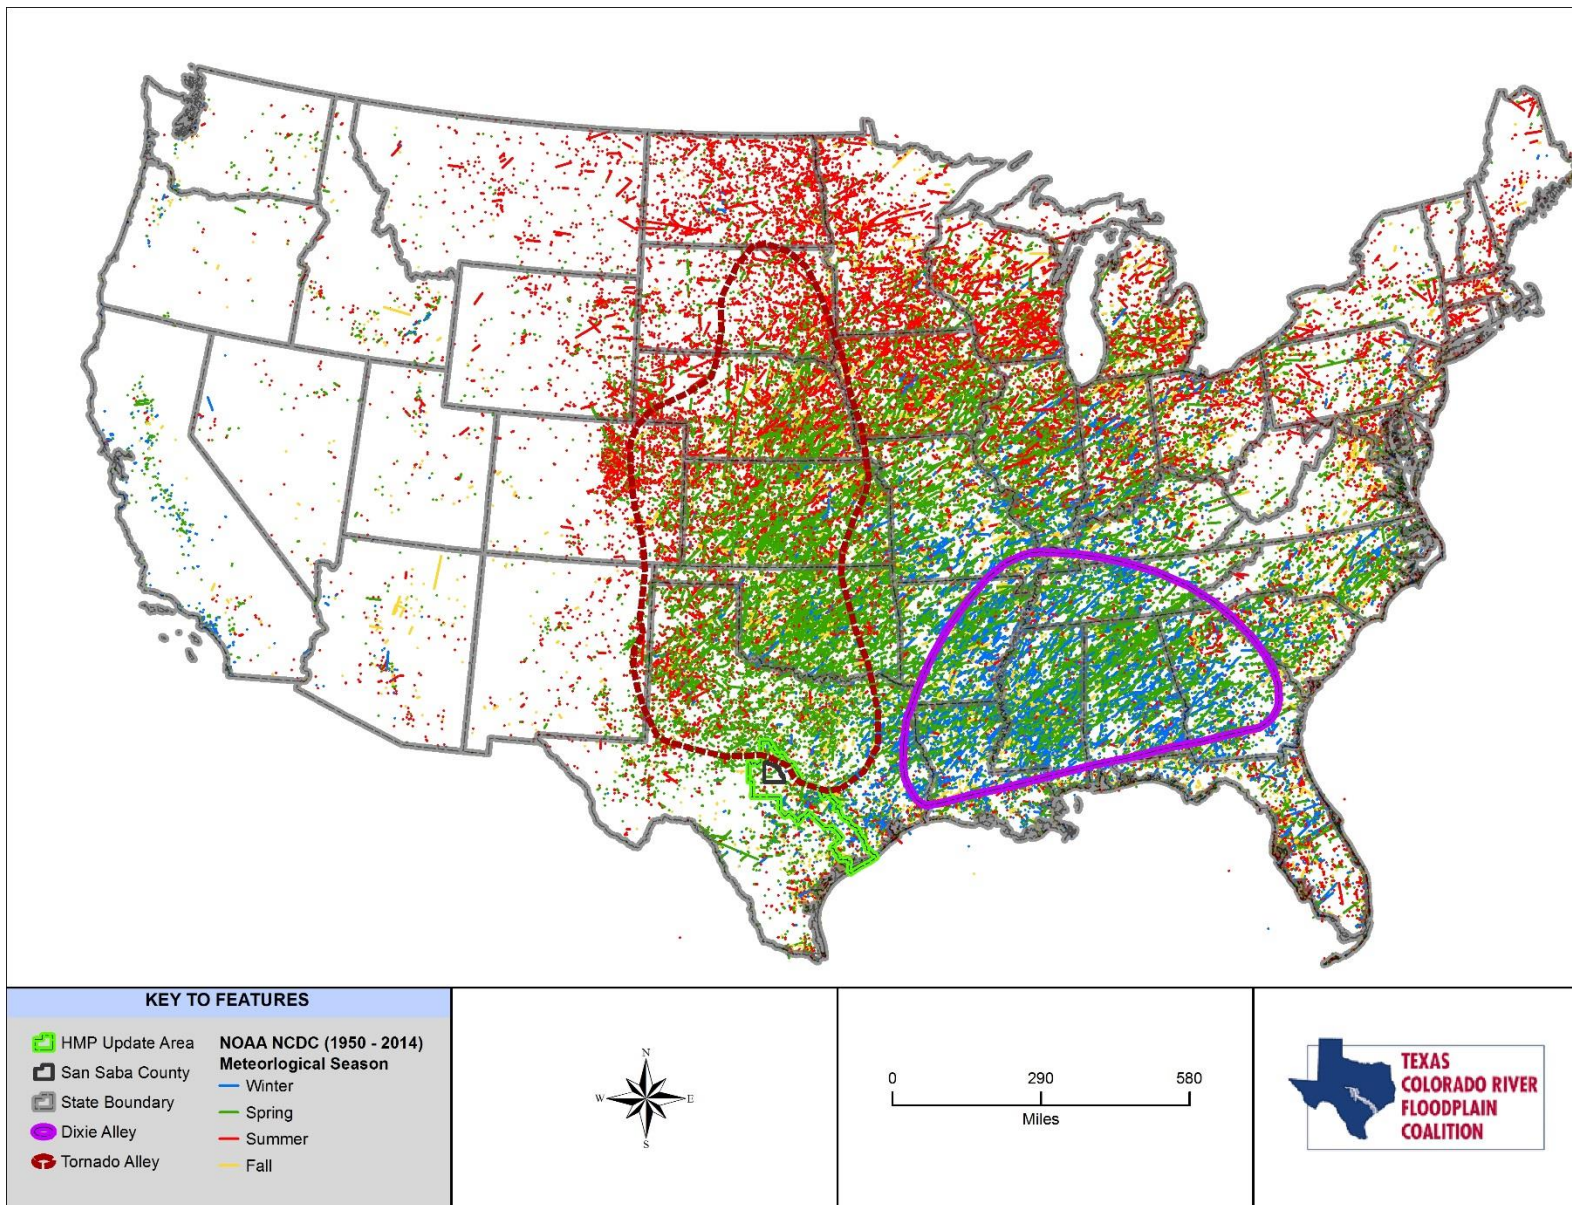 KEY TO FEATURES
HMP Update Area
San Saba County
State Boundary
Dixie Alley
Tornado Alley
NOAA NCDC (1950 - 2014)
Meteorlogical Season
Winter
Spring
Summer
Fall
N
W
E
S
0
290
580
Miles
TEXAS
COLORADO RIVER
FLOODPLAIN
COALITION